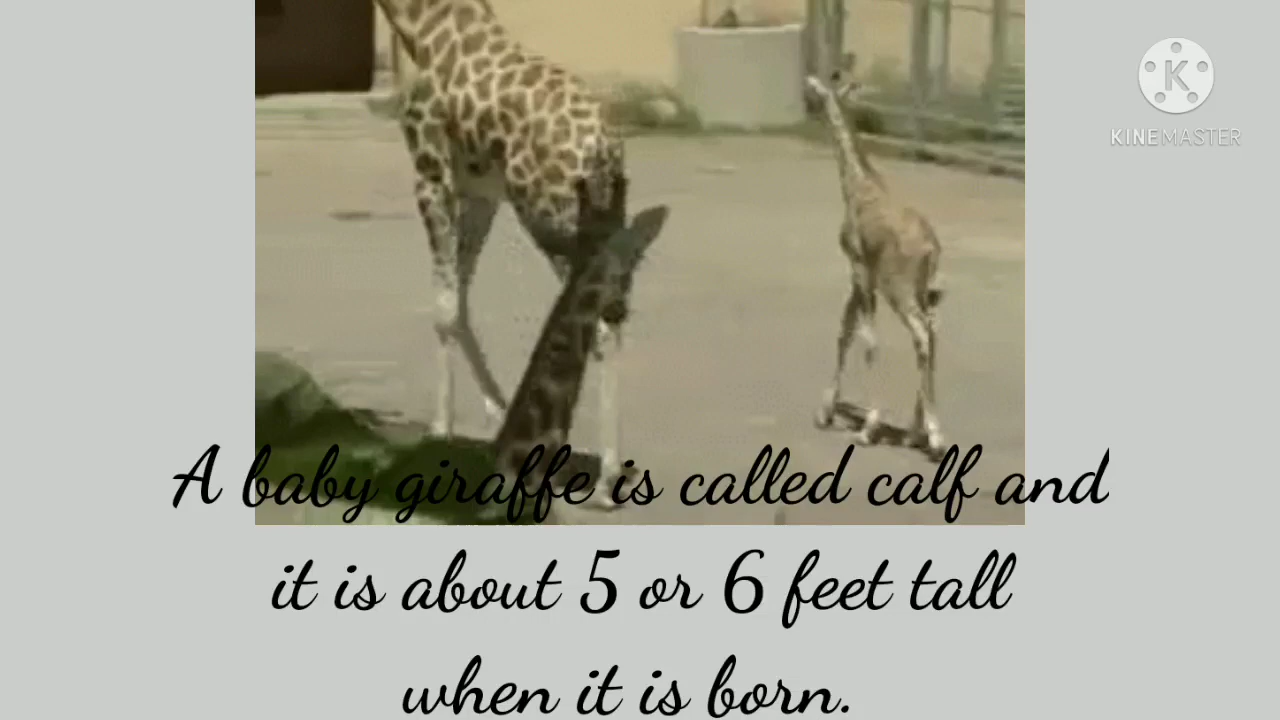 K
KINEMASTER
A baby giraffe is called calf and
it is about 5 or 6 feet tall
when it is born.